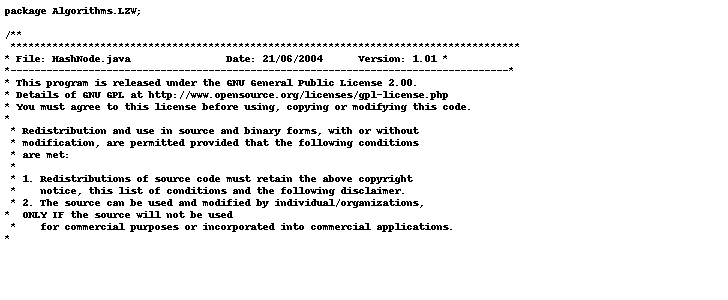 package Algorithms.LZW;
/**
*************************************************************************************
* File: HashNode.java Date: 21/06/2004 Version: 1.01 *
*-----------------------------------------------------------------------------------*
* This program is released under the GNU General Public License 2.00.
* Details of GNU GPL at http://www.opensource.org/licenses/gpl-license.php
* You must agree to this license before using, copying or modifying this code.
*
* Redistribution and use in source and binary forms, with or without
* modification, are permitted provided that the following conditions
* are met:
*
* 1. Redistributions of source code must retain the above copyright
* notice, this list of conditions and the following disclaimer.
* 2. The source can be used and modified by individual/organizations,
* ONLY IF the source will not be used
* for commercial purposes or incorporated into commercial applications.
*